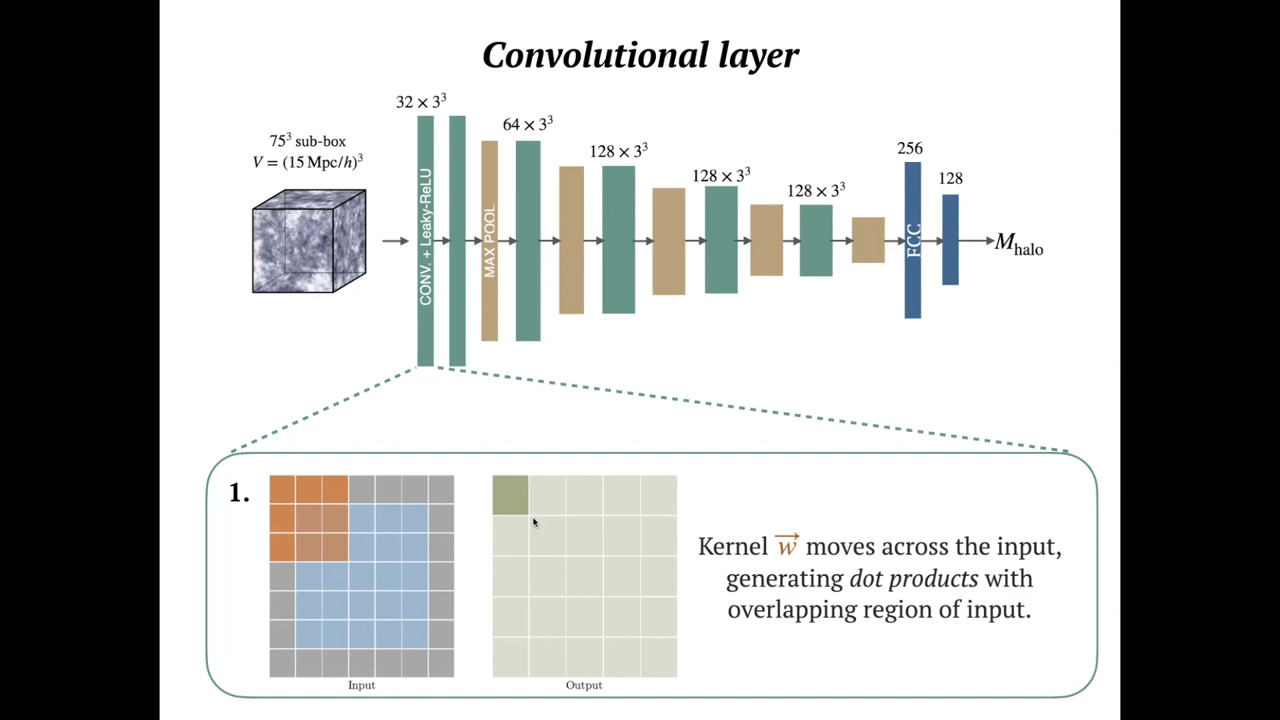 Convolutional layer
75³ sub-box
V = (15 Mpc/h)³
32 × 3³
64 × 3³
128 × 3³
128 × 3³
128 × 3³
256
128
CONV. + Leaky-ReLU
MAX POOL
F.C.C.
M_halo
1.
Input
Output
Kernel w⃗ moves across the input,
generating dot products with
overlapping region of input.